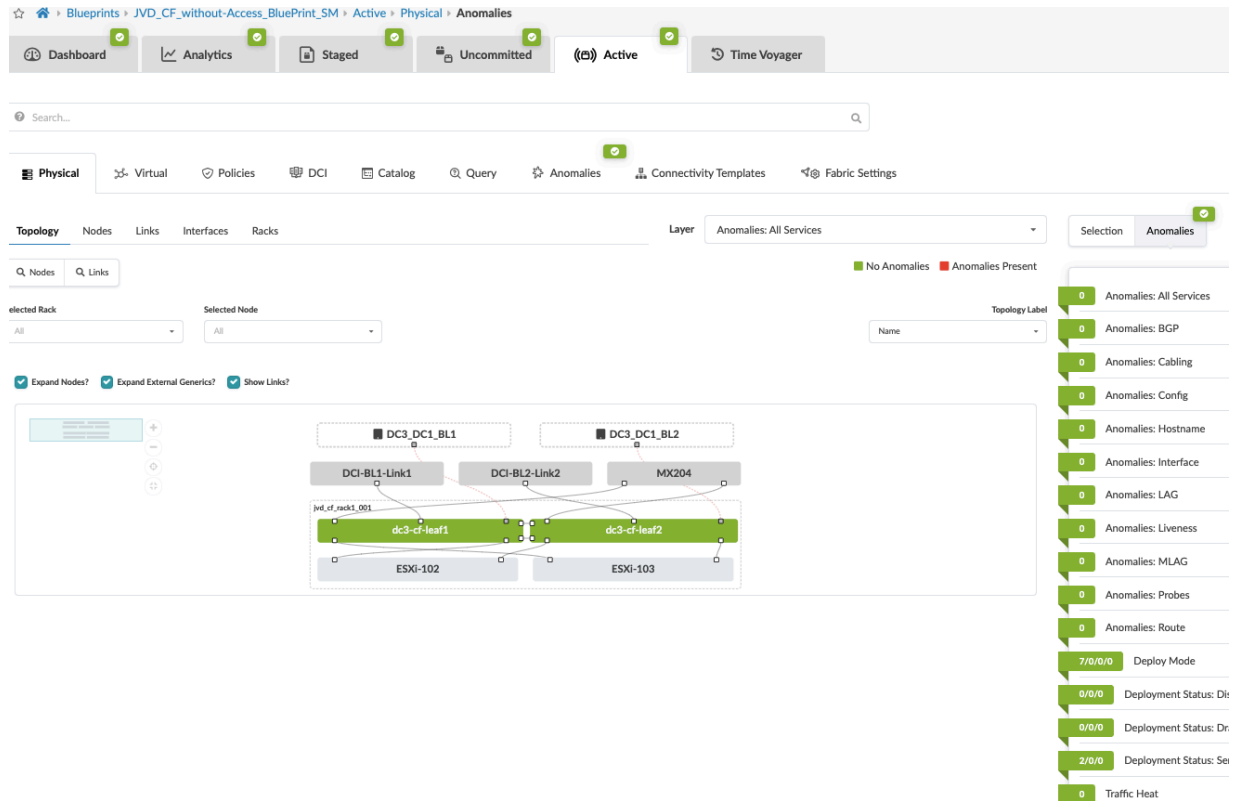 Blueprints › JVD_CF_without-Access_BluePrint_SM › Active › Physical › Anomalies
Dashboard Analytics Staged Uncommitted Active Time Voyager
Search...
Physical Virtual Policies DCI Catalog Query Anomalies Connectivity Templates Fabric Settings
Topology Nodes Links Interfaces Racks Layer Anomalies: All Services Selection Anomalies
Nodes Links No Anomalies Anomalies Present
elected Rack Selected Node Topology Label
All All Name
Expand Nodes? Expand External Generics? Show Links?
DC3_DC1_BL1 DC3_DC1_BL2
DCI-BL1-Link1 DCI-BL2-Link2 MX204
jvd_cf_rack1_001
dc3-cf-leaf1 dc3-cf-leaf2
ESXi-102 ESXi-103
0 Anomalies: All Services
0 Anomalies: BGP
0 Anomalies: Cabling
0 Anomalies: Config
0 Anomalies: Hostname
0 Anomalies: Interface
0 Anomalies: LAG
0 Anomalies: Liveness
0 Anomalies: MLAG
0 Anomalies: Probes
0 Anomalies: Route
7/0/0/0 Deploy Mode
0/0/0 Deployment Status: Dis
0/0/0 Deployment Status: Dr
2/0/0 Deployment Status: Se
0 Traffic Heat